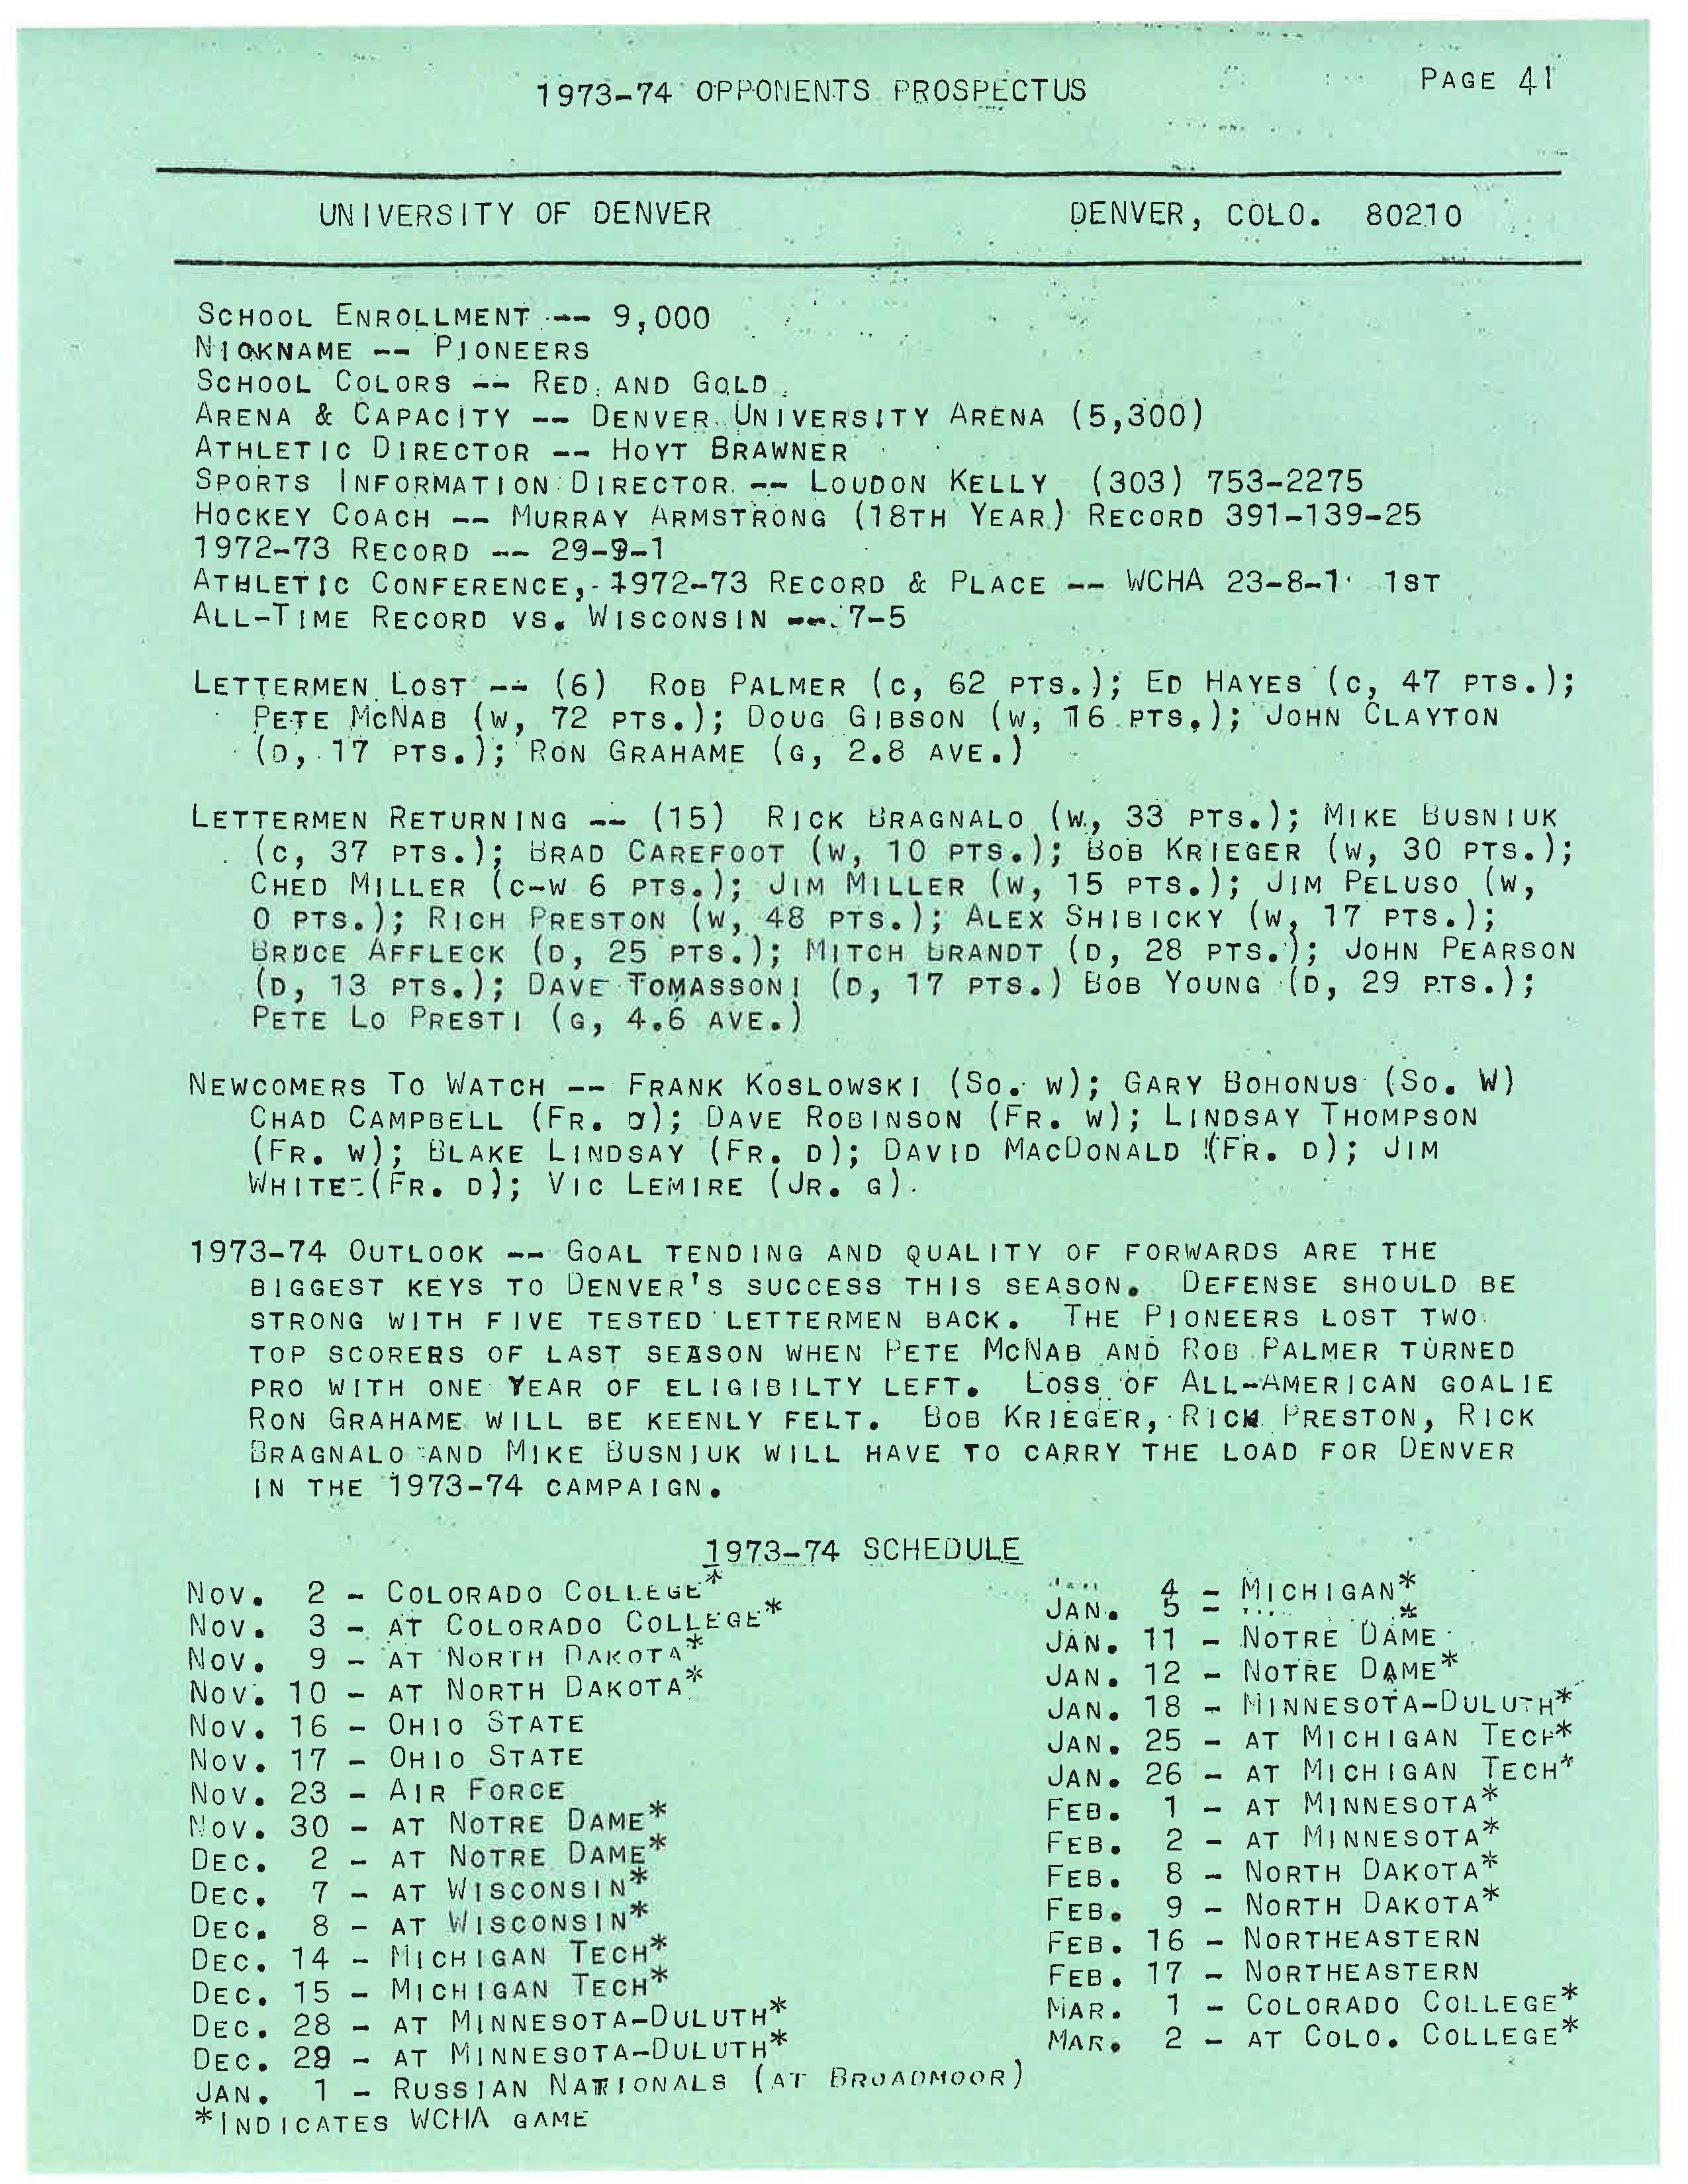 1973-74 OPPONENTS PROSPECTUS PAGE 41
UNIVERSITY OF DENVER DENVER, COLO. 80210
SCHOOL ENROLLMENT -- 9,000
NICKNAME -- PIONEERS
SCHOOL COLORS -- RED AND GOLD
ARENA & CAPACITY -- DENVER UNIVERSITY ARENA (5,300)
ATHLETIC DIRECTOR -- HOYT BRAWNER
SPORTS INFORMATION DIRECTOR -- LOUDON KELLY (303) 753-2275
HOCKEY COACH -- MURRAY ARMSTRONG (18TH YEAR) RECORD 391-139-25
1972-73 RECORD -- 29-9-1
ATHLETIC CONFERENCE, 1972-73 RECORD & PLACE -- WCHA 23-8-1 1ST
ALL-TIME RECORD VS. WISCONSIN -- 7-5
LETTERMEN LOST -- (6) ROB PALMER (C, 62 PTS.); ED HAYES (C, 47 PTS.);
PETE MCNAB (W, 72 PTS.); DOUG GIBSON (W, 16 PTS.); JOHN CLAYTON
(D, 17 PTS.); RON GRAHAME (G, 2.8 AVE.)
LETTERMEN RETURNING -- (15) RICK BRAGNALO (W, 33 PTS.); MIKE BUSNIUK
(C, 37 PTS.); BRAD CAREFOOT (W, 10 PTS.); BOB KRIEGER (W, 30 PTS.);
CHED MILLER (C-W 6 PTS.); JIM MILLER (W, 15 PTS.); JIM PELUSO (W,
0 PTS.); RICH PRESTON (W, 48 PTS.); ALEX SHIBICKY (W, 17 PTS.);
BRUCE AFFLECK (D, 25 PTS.); MITCH BRANDT (D, 28 PTS.); JOHN PEARSON
(D, 13 PTS.); DAVE TOMASSONI (D, 17 PTS.) BOB YOUNG (D, 29 PTS.);
PETE LO PRESTI (G, 4.6 AVE.)
NEWCOMERS TO WATCH -- FRANK KOSLOWSKI (SO. W); GARY BOHONUS (SO. W)
CHAD CAMPBELL (FR. C); DAVE ROBINSON (FR. W); LINDSAY THOMPSON
(FR. W); BLAKE LINDSAY (FR. D); DAVID MACDONALD (FR. D); JIM
WHITE (FR. D); VIC LEMIRE (JR. G).
1973-74 OUTLOOK -- GOAL TENDING AND QUALITY OF FORWARDS ARE THE
BIGGEST KEYS TO DENVER'S SUCCESS THIS SEASON. DEFENSE SHOULD BE
STRONG WITH FIVE TESTED LETTERMEN BACK. THE PIONEERS LOST TWO
TOP SCORERS OF LAST SEASON WHEN PETE MCNAB AND ROB PALMER TURNED
PRO WITH ONE YEAR OF ELIGIBILTY LEFT. LOSS OF ALL-AMERICAN GOALIE
RON GRAHAME WILL BE KEENLY FELT. BOB KRIEGER, RICH PRESTON, RICK
BRAGNALO AND MIKE BUSNIUK WILL HAVE TO CARRY THE LOAD FOR DENVER
IN THE 1973-74 CAMPAIGN.
1973-74 SCHEDULE
NOV. 2 - COLORADO COLLEGE*
NOV. 3 - AT COLORADO COLLEGE*
NOV. 9 - AT NORTH DAKOTA*
NOV. 10 - AT NORTH DAKOTA*
NOV. 16 - OHIO STATE
NOV. 17 - OHIO STATE
NOV. 23 - AIR FORCE
NOV. 30 - AT NOTRE DAME*
DEC. 2 - AT NOTRE DAME*
DEC. 7 - AT WISCONSIN*
DEC. 8 - AT WISCONSIN*
DEC. 14 - MICHIGAN TECH*
DEC. 15 - MICHIGAN TECH*
DEC. 28 - AT MINNESOTA-DULUTH*
DEC. 29 - AT MINNESOTA-DULUTH*
JAN. 1 - RUSSIAN NATIONALS (AT BROADMOOR)
*INDICATES WCHA GAME
4 - MICHIGAN*
JAN. 5 - *
JAN. 11 - NOTRE DAME
JAN. 12 - NOTRE DAME*
JAN. 18 - MINNESOTA-DULUTH*
JAN. 25 - AT MICHIGAN TECH*
JAN. 26 - AT MICHIGAN TECH*
FEB. 1 - AT MINNESOTA*
FEB. 2 - AT MINNESOTA*
FEB. 8 - NORTH DAKOTA*
FEB. 9 - NORTH DAKOTA*
FEB. 16 - NORTHEASTERN
FEB. 17 - NORTHEASTERN
MAR. 1 - COLORADO COLLEGE*
MAR. 2 - AT COLO. COLLEGE*